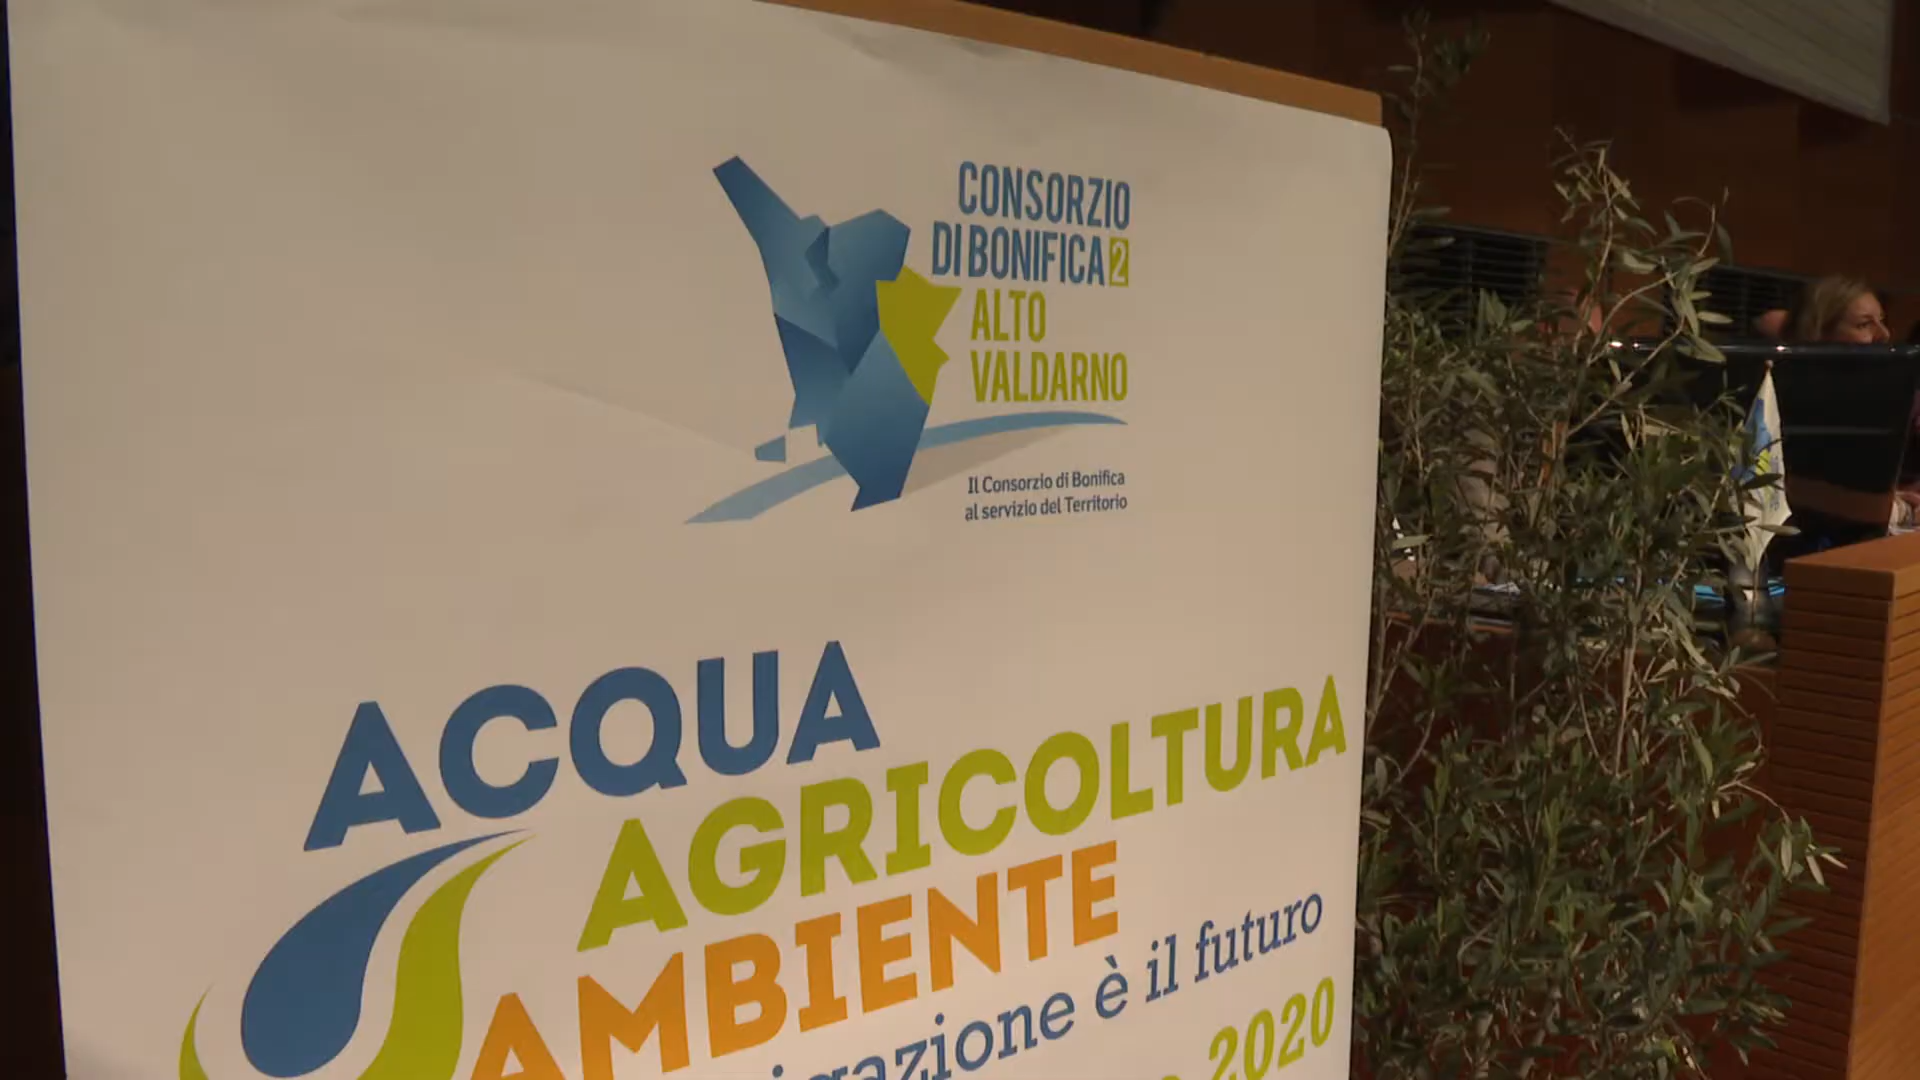 CONSORZIO
DI BONIFICA 2
ALTO
VALDARNO
Il Consorzio di Bonifica
al servizio del Territorio
ACQUA
AGRICOLTURA
AMBIENTE
è il futuro
2020